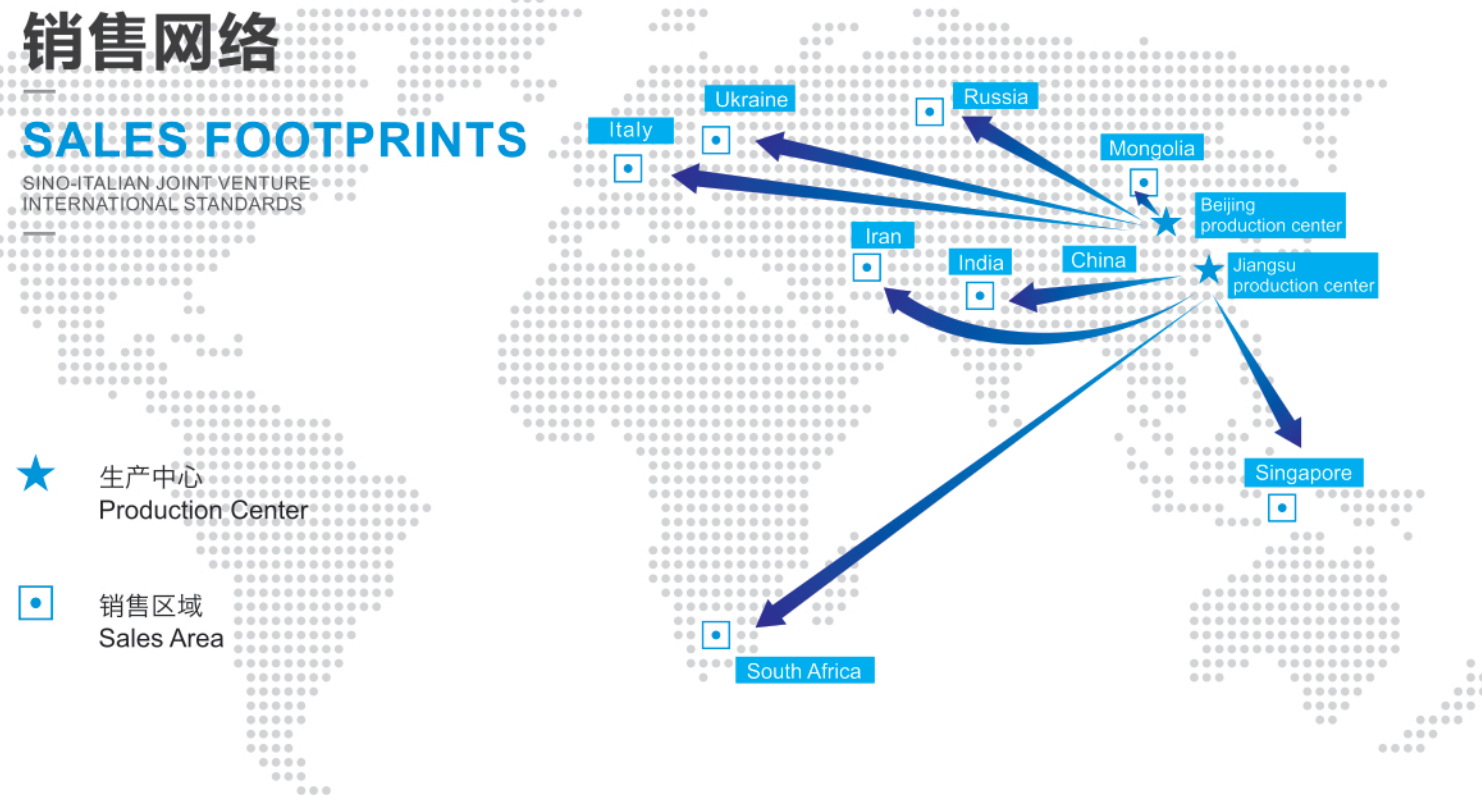 销售网络
SALES FOOTPRINTS
SINO-ITALIAN JOINT VENTURE
INTERNATIONAL STANDARDS
Ukraine
Russia
Italy
Mongolia
Beijing
production center
Iran
India
China
Jiangsu
production center
生产中心
Production Center
Singapore
销售区域
Sales Area
South Africa